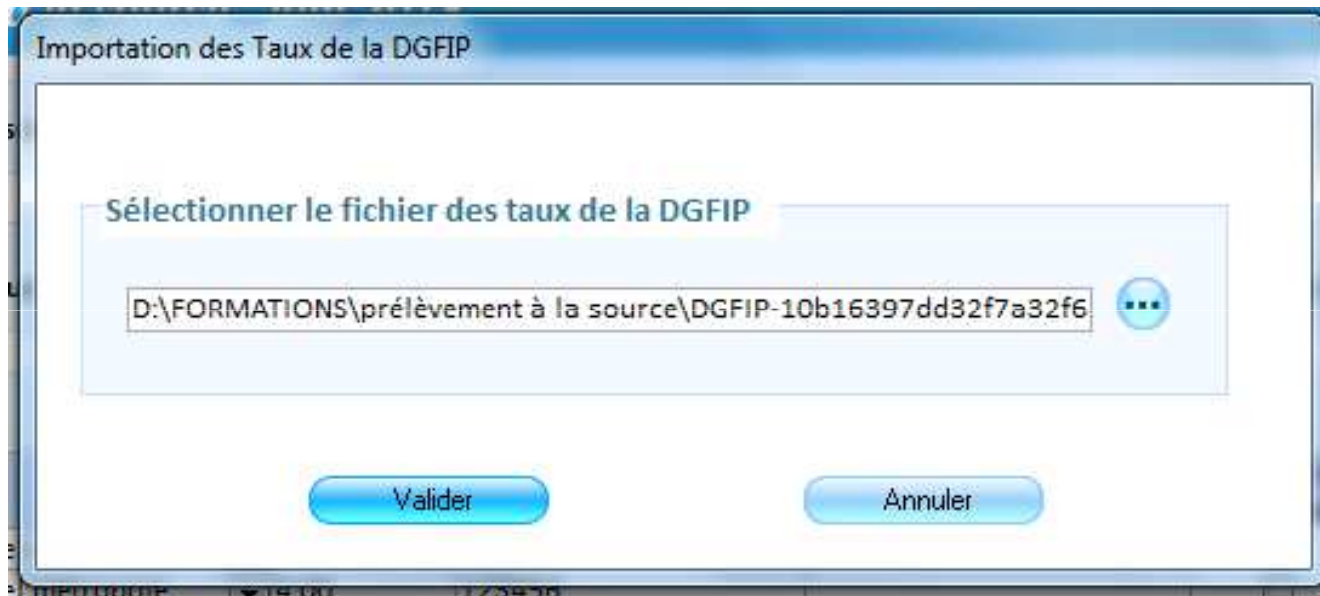 Importation des Taux de la DGFIP
Sélectionner le fichier des taux de la DGFIP
D:\FORMATIONS\prélèvement à la source\DGFIP-10b16397dd32f7a32f6
...
Valider
Annuler